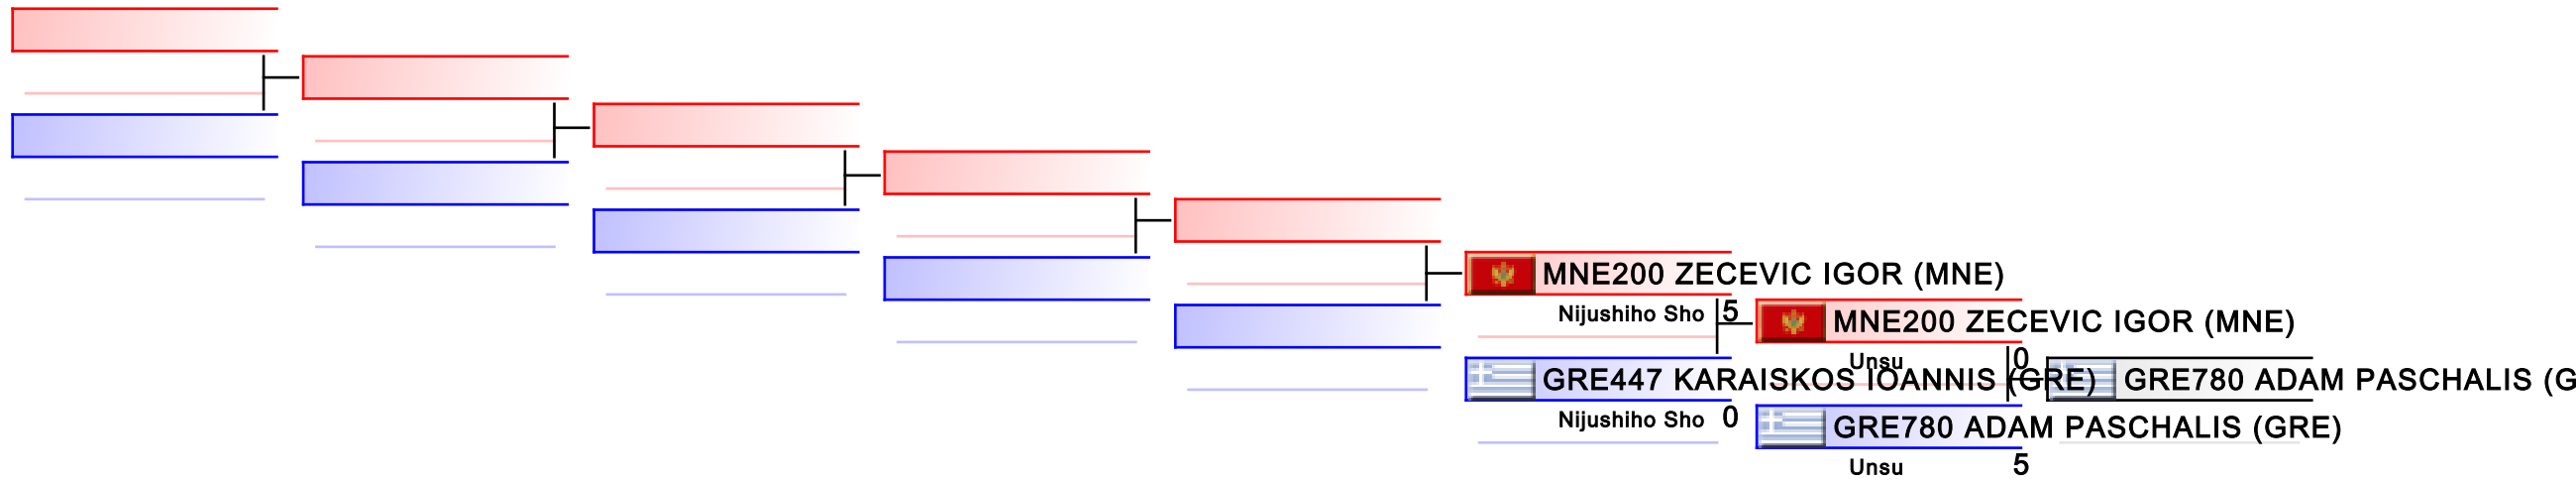 MNE200 ZECEVIC IGOR (MNE)
Nijushiho Sho 5
MNE200 ZECEVIC IGOR (MNE)
Unsu 0
GRE447 KARAISKOS IOANNIS (GRE)
GRE780 ADAM PASCHALIS (G
Nijushiho Sho 0
GRE780 ADAM PASCHALIS (GRE)
Unsu 5